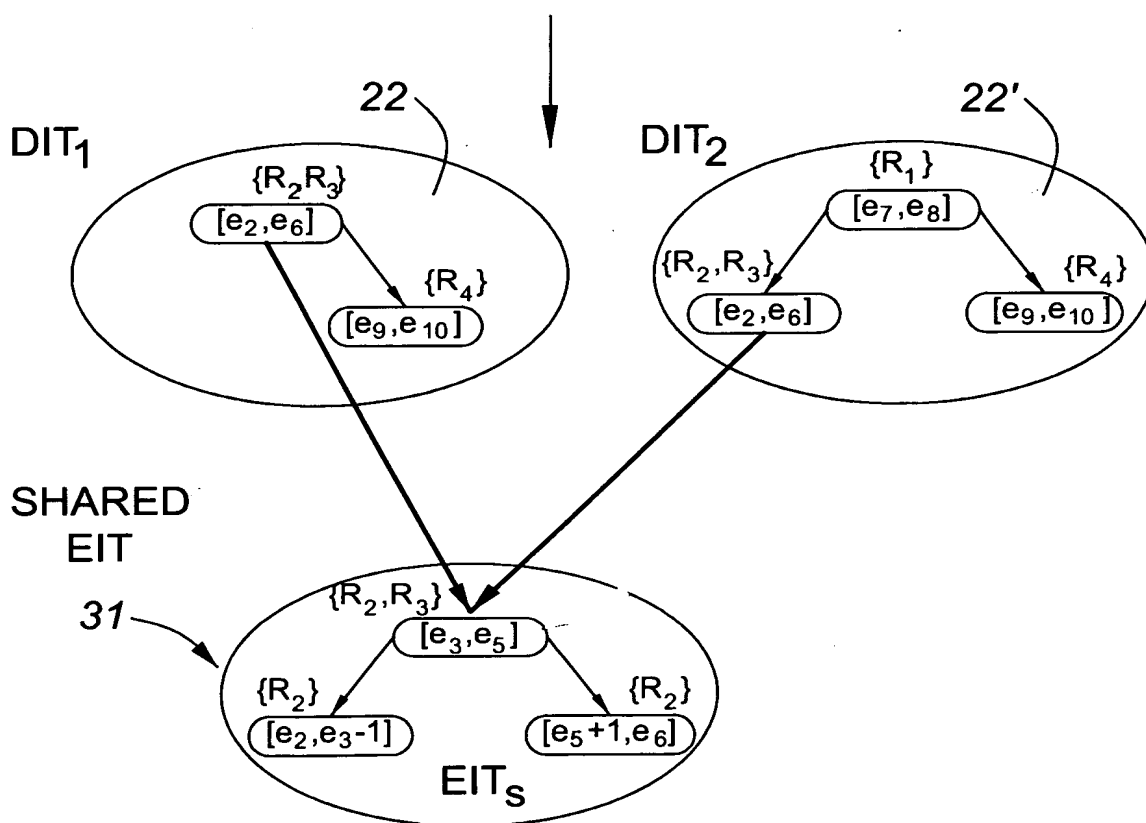 22
22'
DIT₁
DIT₂
{R₂R₃}
{R₁}
[e₂,e₆]
[e₇,e₈]
{R₄}
{R₂,R₃}
{R₄}
[e₉,e₁₀]
[e₂,e₆]
[e₉,e₁₀]
SHARED
EIT
31
{R₂,R₃}
[e₃,e₅]
{R₂}
{R₂}
[e₂,e₃-1]
[e₅+1,e₆]
EITₛ